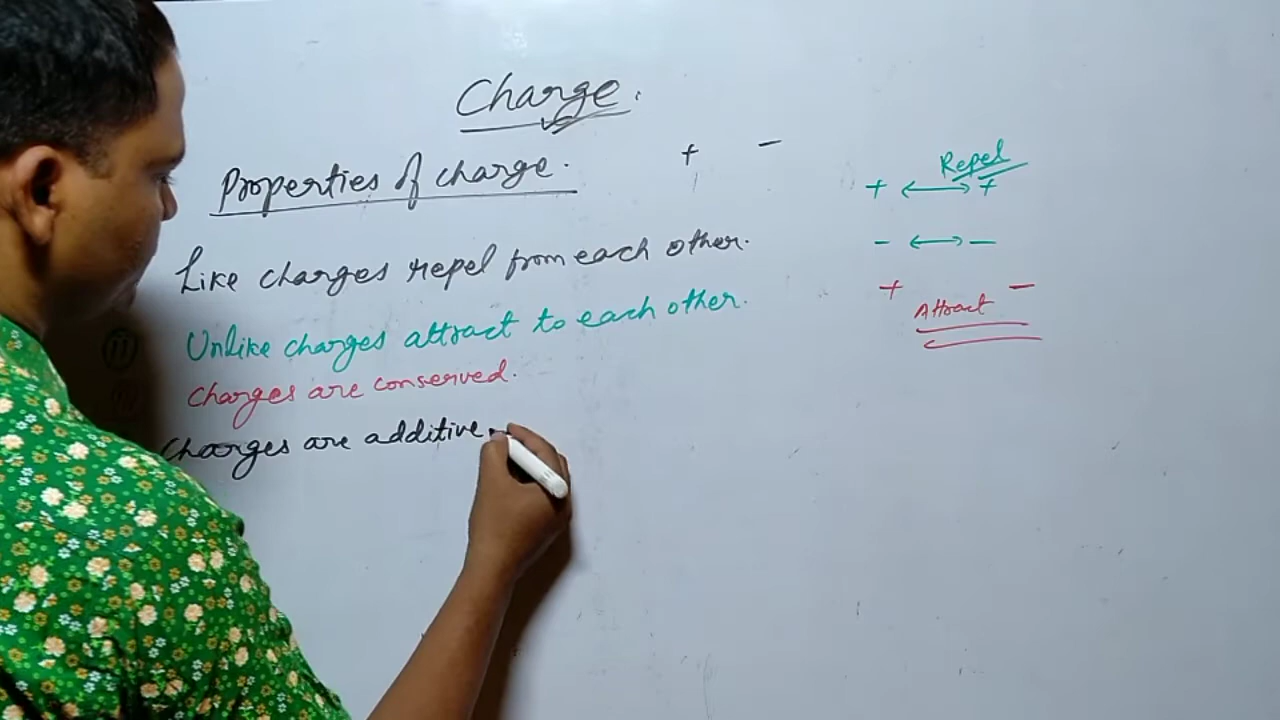 Charge.
Properties of charge.
+ -
Repel
+ ↔ +
Like charges repel from each other.
- ↔ -
(ii) Unlike charges attract to each other.
+ -
Attract
Charges are conserved.
Charges are additive.